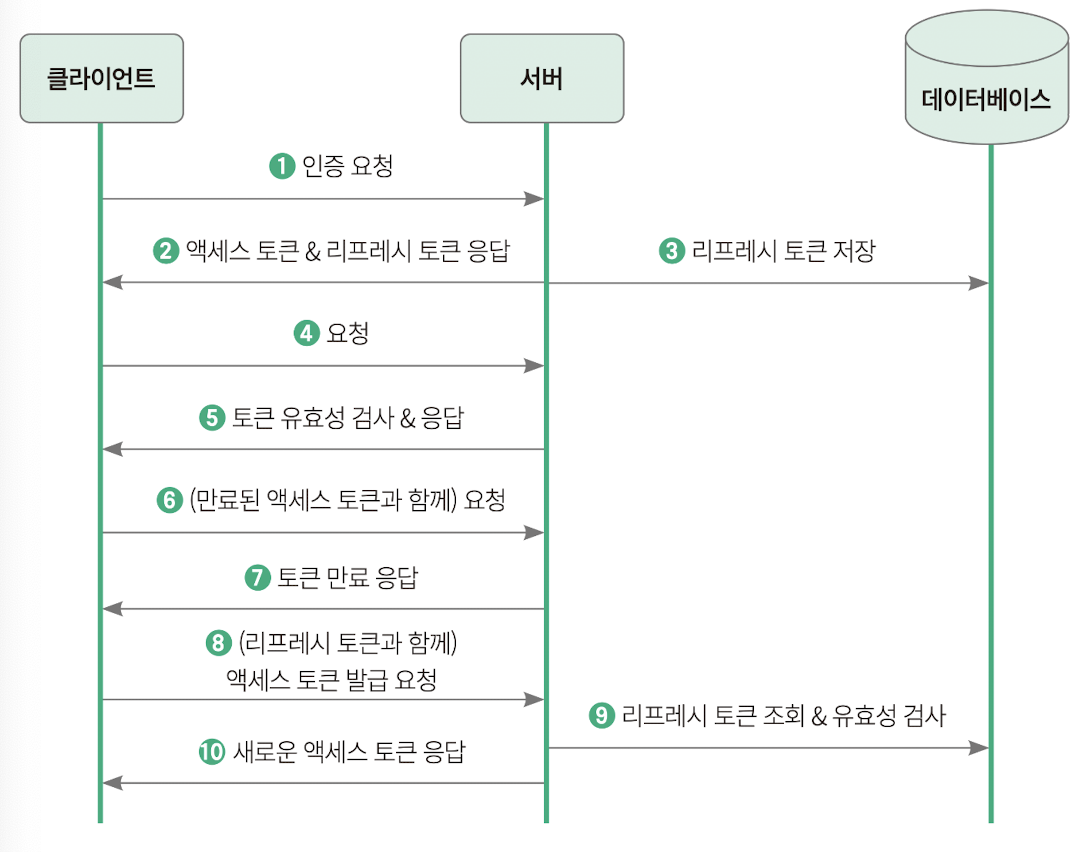 클라이언트
서버
데이터베이스
1 인증 요청
2 액세스 토큰 & 리프레시 토큰 응답
3 리프레시 토큰 저장
4 요청
5 토큰 유효성 검사 & 응답
6 (만료된 액세스 토큰과 함께) 요청
7 토큰 만료 응답
8 (리프레시 토큰과 함께)
액세스 토큰 발급 요청
9 리프레시 토큰 조회 & 유효성 검사
10 새로운 액세스 토큰 응답